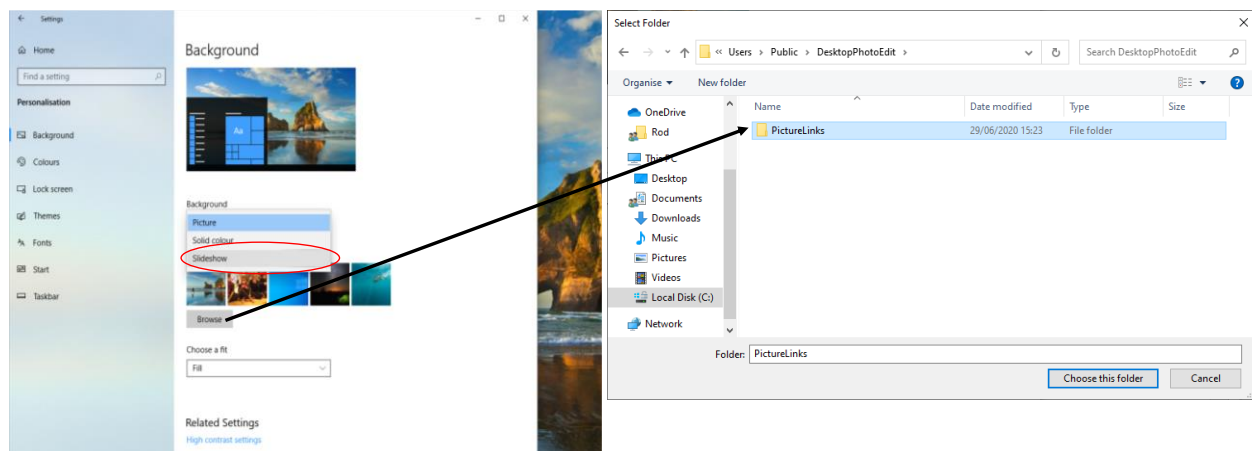 Settings
Home
Find a setting
Personalisation
Background
Colours
Lock screen
Themes
Fonts
Start
Taskbar
Background
Aa
Background
Picture
Solid colour
Slideshow
Browse
Choose a fit
Fill
Related Settings
High contrast settings
Select Folder
« Users › Public › DesktopPhotoEdit ›
Search DesktopPhotoEdit
Organise
New folder
?
Name Date modified Type Size
PictureLinks 29/06/2020 15:23 File folder
OneDrive
Rod
This PC
Desktop
Documents
Downloads
Music
Pictures
Videos
Local Disk (C:)
Network
Folder: PictureLinks
Choose this folder
Cancel